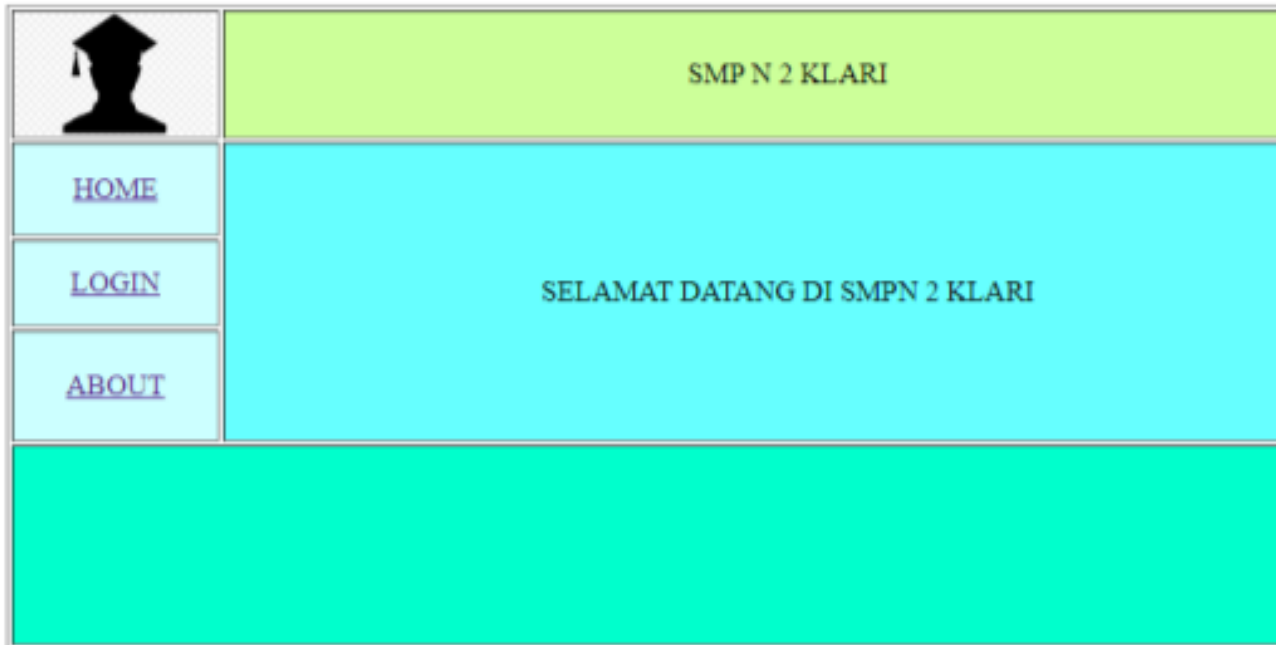 SMP N 2 KLARI
HOME
LOGIN
ABOUT
SELAMAT DATANG DI SMPN 2 KLARI